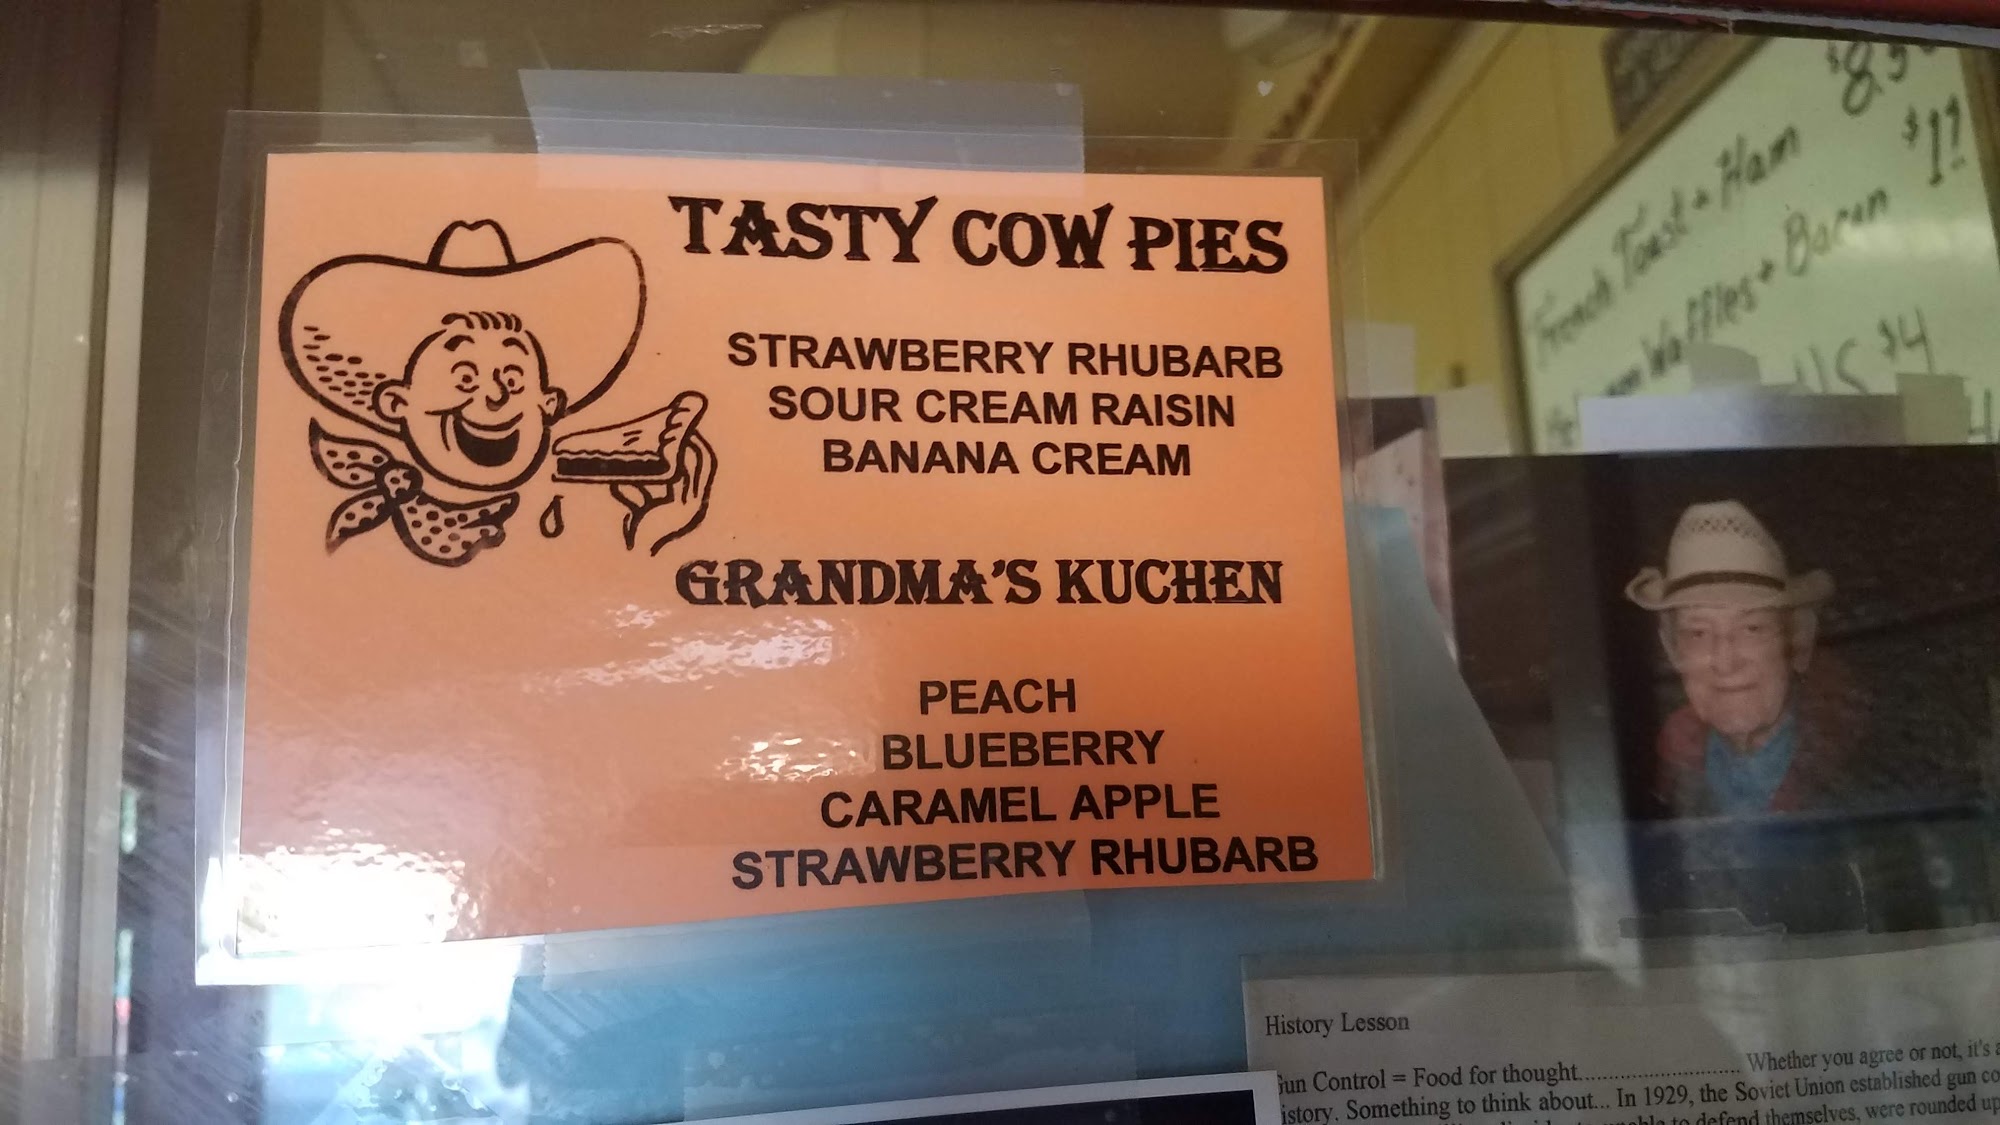 TASTY COW PIES
STRAWBERRY RHUBARB
SOUR CREAM RAISIN
BANANA CREAM
GRANDMA'S KUCHEN
PEACH
BLUEBERRY
CARAMEL APPLE
STRAWBERRY RHUBARB
French Toast + Ham
Waffles + Bacon
$4
History Lesson
Gun Control = Food for thought............................. Whether you agree or not, it's
istory. Something to think about... In 1929, the Soviet Union established gun co
to defend themselves, were rounded up